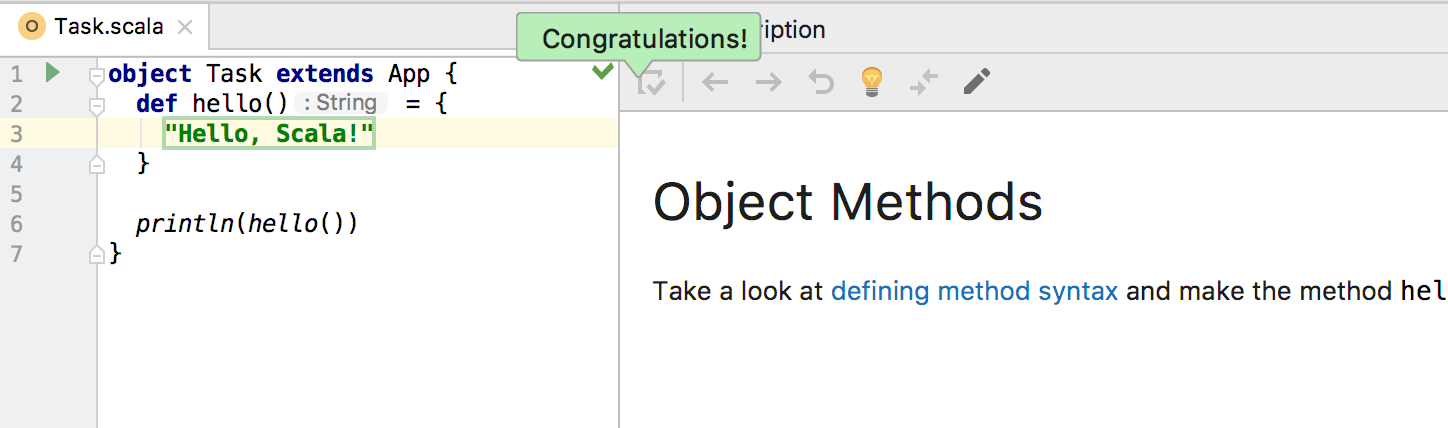 O Task.scala
Congratulations!
ription
1 object Task extends App {
2 def hello() : String = {
3 "Hello, Scala!"
4 }
5
6 println(hello())
7 }
Object Methods
Take a look at defining method syntax and make the method hel